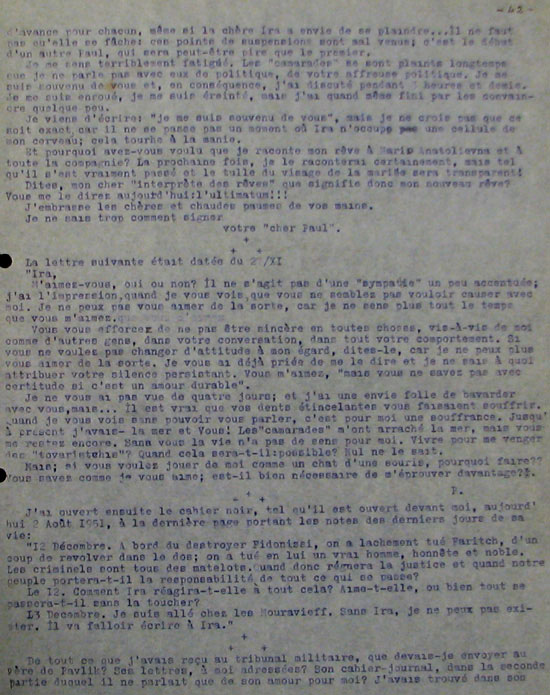 - 42 -
d'avance pour chacun, même si la chère Ira a envie de se plaindre...Il ne faut
pas qu'elle se fâche; ces points de suspensions sont mal venus; c'est le début
d'un autre Paul, qui sera peut-être pire que le premier.
Je me sens terriblement fatigué. Les "camarades" se sont plaints longtemps
que je ne parle pas avec eux de politique, de votre affreuse politique. Je me
suis souvenu de vous et, en conséquence, j'ai discuté pendant heures et demie.
Je me suis enroué, je me suis éreinté, mais j'ai quand même fini par les convain-
cre quelque peu.
Je viens d'écrire: "je me suis souvenu de vous", mais je ne crois pas que ce
soit exact,car il ne se passe pas un moment où Ira n'occupe pas une cellule de
mon cerveau; cela tourne à la manie.
Et pourquoi avez-vous voulu que je raconte mon rêve à Maria Anatolievna et à
toute la compagnie? La prochaine fois, je le raconterai certainement, mais tel
qu'il s'est vraiment passé et le tulle du visage de la mariée sera transparent!
Dites, mon cher "interprète des rêves" que signifie donc mon nouveau rêve?
Vous me le direz aujourd'hui:l'ultimatum!!!
J'embrasse les chères et chaudes paumes de vos mains.
Je ne sais trop comment signer
votre "cher Paul".
+
+ +
La lettre suivante était datée du /XI
"Ira,
M'aimez-vous, oui ou non? Il ne s'agit pas d'une "sympatie" un peu accentuée;
j'ai l'impression,quand je vous vois,que vous ne semblez pas vouloir causer avec
moi. Je ne peux pas vous aimer de la sorte, car je ne sens plus tout le temps
que vous m'aimez.
Vous vous efforcez de ne pas être sincère en toutes choses, vis-à-vis de moi
comme d'autres gens, dans votre conversation, dans tout votre comportement. Si
vous ne voulez pas changer d'attitude à mon égard, dites-le, car je ne peux plus
vous aimer de la sorte. Je vous ai déjà priée de me le dire et je ne sais à quoi
attribuer votre silence persistant. Vous m'aimez, "mais vous ne savez pas avec
certitude si c'est un amour durable".
Je ne vous ai pas vue de quatre jours; et j'ai une envie folle de bavarder
avec vous,mais... Il est vrai que vos dents étincelantes vous faisaient souffrir.
Quand je vous vois sans pouvoir vous parler, c'est pour moi une souffrance. Jusqu'
à présent j'avais- la mer et Vous! Les"camarades" m'ont arraché la mer, mais vous
me restez encore. Sans vous la vie n'a pas de sens pour moi. Vivre pour me venger
des "tovaristchis"? Quand cela sera-t-il:possible? Nul ne le sait.
Mais; si vous voulez jouer de moi comme un chat d'une souris, pourquoi faire??
Vous savez comme je vous aime; est-il bien nécessaire de m'éprouver davantage??.
P.
+
+ +
J'ai ouvert ensuite le cahier noir, tel qu'il est ouvert devant moi, aujourd'
hui 2 Août 1951, à la dernière page portant les notes des derniers jours de sa
vie:
"12 Décembre. A bord du destroyer Fidonissi, on a lachement tué Faritch, d'un
coup de revolver dans le dos; on a tué en lui un vrai homme, honnête et noble.
Les criminels sont tous des matelots.Quand donc règnera la justice et quand notre
peuple portera-t-il la responsabilité de tout ce qui se passe?
Le 12. Comment Ira réagira-t-elle à tout cela? Aime-t-elle, ou bien tout se
passera-t-il sans la toucher?
13 Decembre. Je suis allé chez les Mouravieff. Sans Ira, je ne peux pas exi-
ster. Il va falloir écrire à Ira."
+
+ +
De tout ce que j'avais reçu au tribunal militaire, que devais-je envoyer au
père de Pavlik? Ses lettres, à moi adressées? Son cahier-journal, dans la seconde
partie duquel il ne parlait que de son amour pour moi? J'avais trouvé dans ses